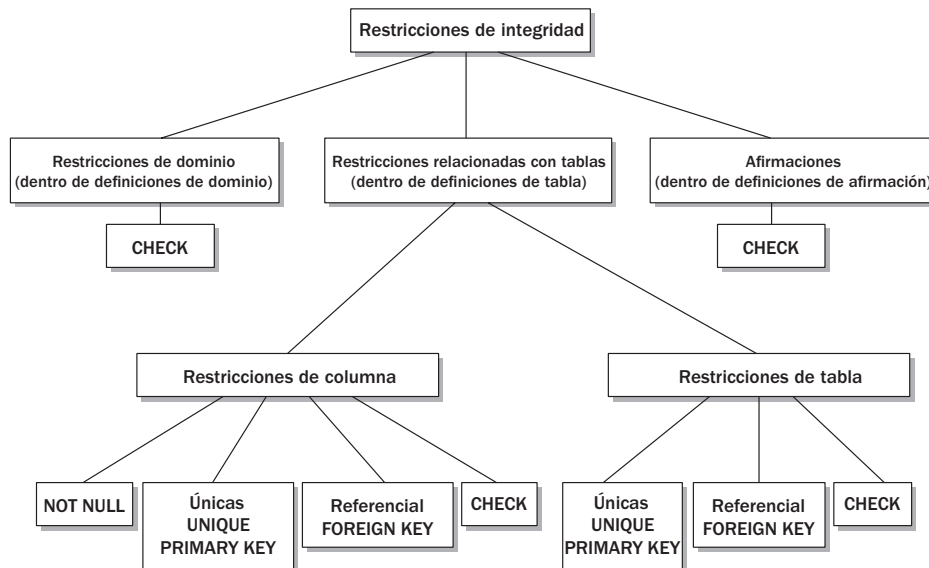 Restricciones de integridad
Restricciones de dominio
(dentro de definiciones de dominio)
Restricciones relacionadas con tablas
(dentro de definiciones de tabla)
Afirmaciones
(dentro de definiciones de afirmación)
CHECK
CHECK
Restricciones de columna
Restricciones de tabla
NOT NULL
Únicas
UNIQUE
PRIMARY KEY
Referencial
FOREIGN KEY
CHECK
Únicas
UNIQUE
PRIMARY KEY
Referencial
FOREIGN KEY
CHECK